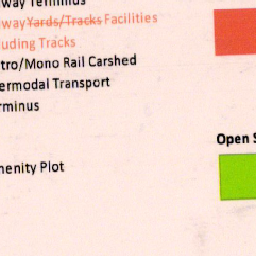 way Terminus
way Yards/Tracks Facilities
uding Tracks
tro/Mono Rail Carshed
ermodal Transport
rminus
Open S
nenity Plot